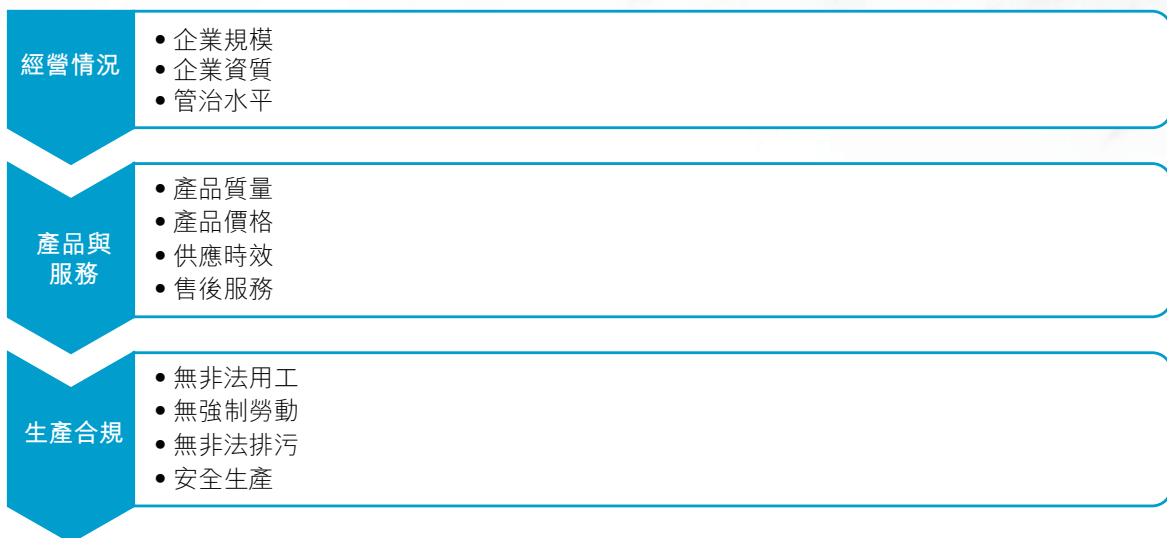 經營情況
• 企業規模
• 企業資質
• 管治水平
產品與
服務
• 產品質量
• 產品價格
• 供應時效
• 售後服務
生產合規
• 無非法用工
• 無強制勞動
• 無非法排污
• 安全生產